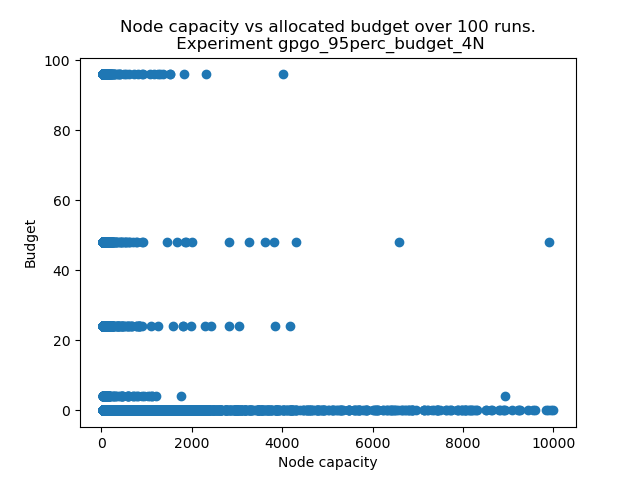 Node capacity vs allocated budget over 100 runs.
Experiment gpgo_95perc_budget_4N
100
80
60
40
20
0
Budget
0 2000 4000 6000 8000 10000
Node capacity